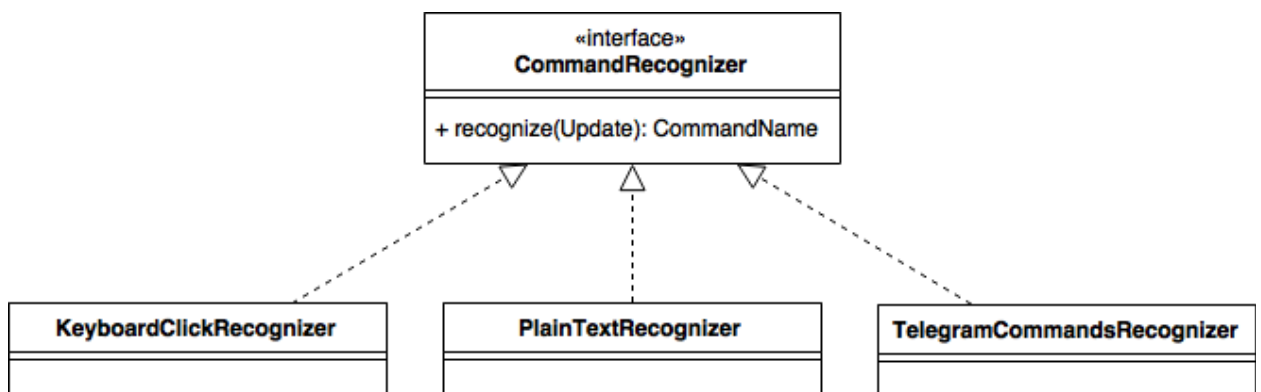 «interface»
CommandRecognizer
+ recognize(Update): CommandName
KeyboardClickRecognizer
PlainTextRecognizer
TelegramCommandsRecognizer